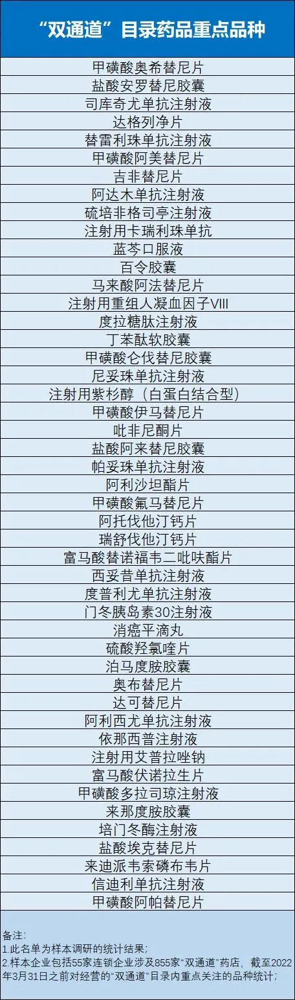 “双通道”目录药品重点品种
甲磺酸奥希替尼片
盐酸安罗替尼胶囊
司库奇尤单抗注射液
达格列净片
替雷利珠单抗注射液
甲磺酸阿美替尼片
吉非替尼片
阿达木单抗注射液
硫培非格司亭注射液
注射用卡瑞利珠单抗
蓝芩口服液
百令胶囊
马来酸阿法替尼片
注射用重组人凝血因子VIII
度拉糖肽注射液
丁苯酞软胶囊
甲磺酸仑伐替尼胶囊
尼妥珠单抗注射液
注射用紫杉醇（白蛋白结合型）
甲磺酸伊马替尼片
吡非尼酮片
盐酸阿来替尼胶囊
帕妥珠单抗注射液
阿利沙坦酯片
甲磺酸氟马替尼片
阿托伐他汀钙片
瑞舒伐他汀钙片
富马酸替诺福韦二吡呋酯片
西妥昔单抗注射液
度普利尤单抗注射液
门冬胰岛素30注射液
消癌平滴丸
硫酸羟氯喹片
泊马度胺胶囊
奥布替尼片
达可替尼片
阿利西尤单抗注射液
依那西普注射液
注射用艾普拉唑钠
富马酸伏诺拉生片
甲磺酸多拉司琼注射液
来那度胺胶囊
培门冬酶注射液
盐酸埃克替尼片
来迪派韦索磷布韦片
信迪利单抗注射液
甲磺酸阿帕替尼片
备注：
1.此名单为样本调研的统计结果；
2.样本企业包括55家连锁企业涉及855家“双通道”药店，截至2022
年3月31日之前对经营的“双通道”目录内重点关注的品种统计；